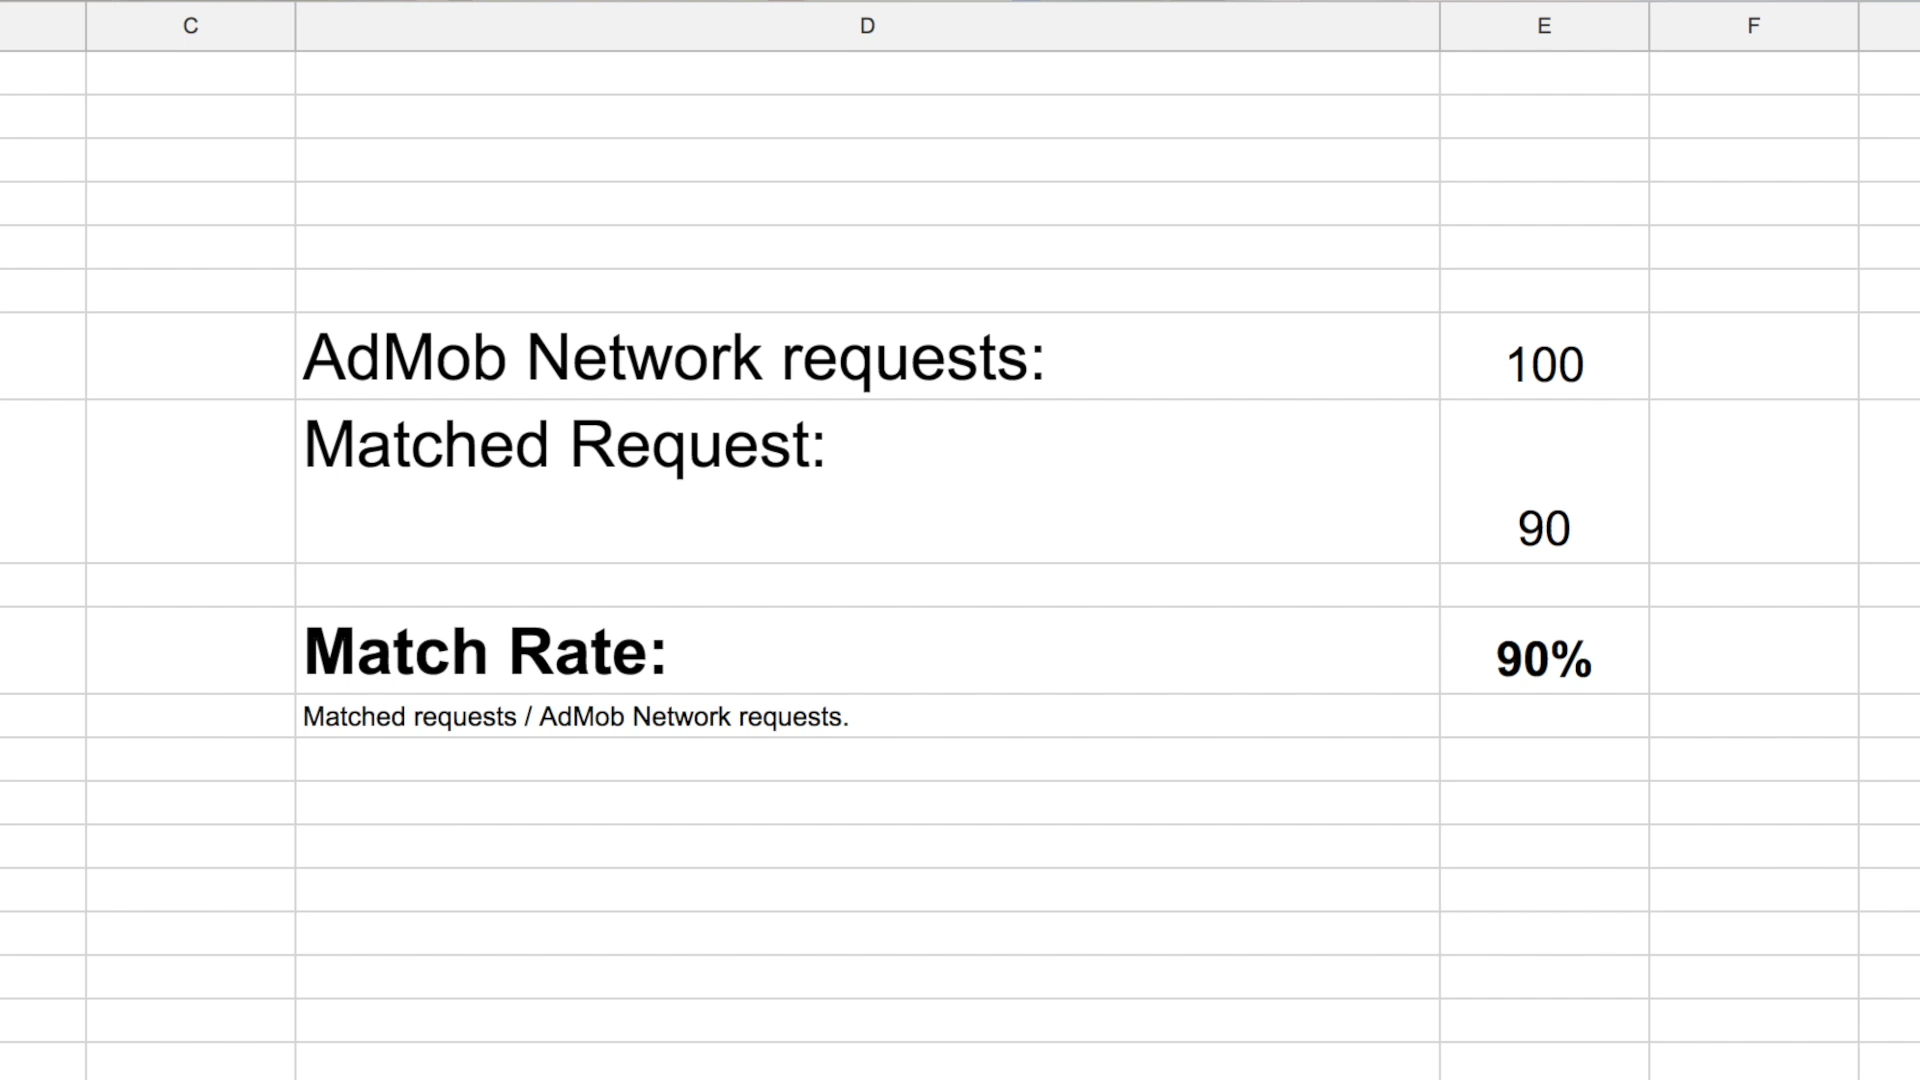 C D E F
AdMob Network requests: 100
Matched Request:
90
Match Rate: 90%
Matched requests / AdMob Network requests.